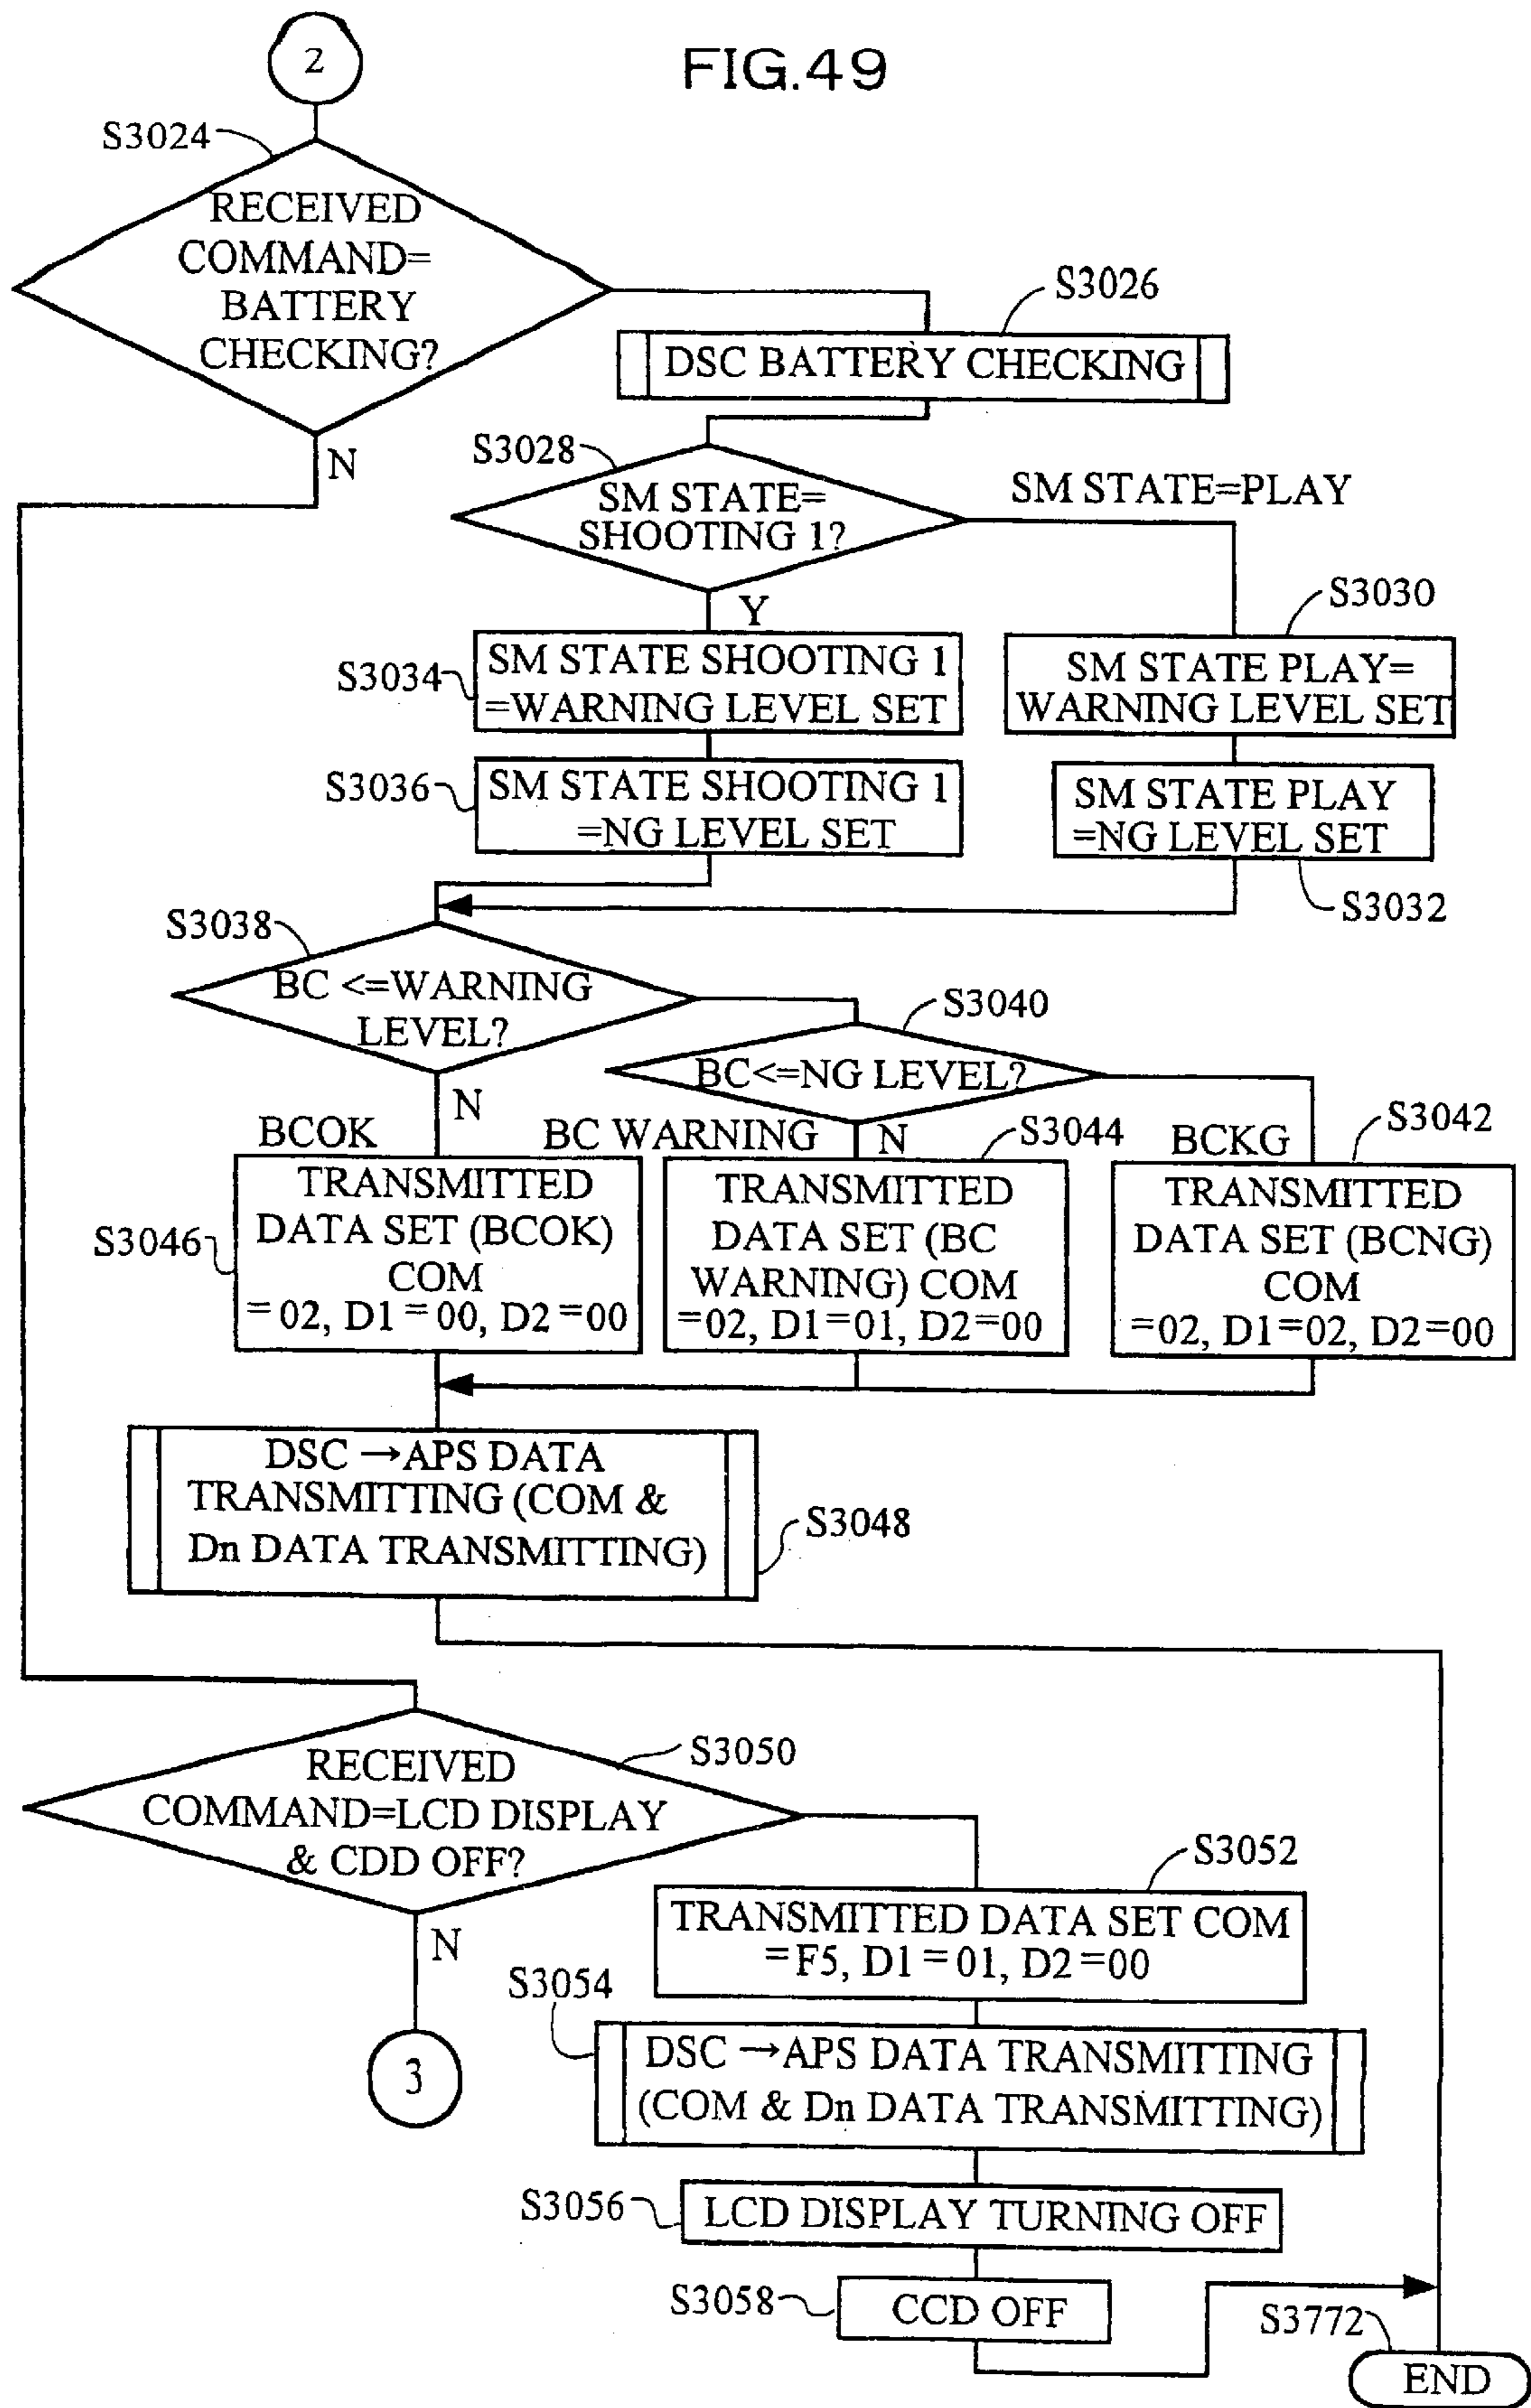 FIG.49
2
S3024
RECEIVED
COMMAND=
BATTERY
CHECKING?
N
S3026
DSC BATTERY CHECKING
S3028
SM STATE=
SHOOTING 1?
SM STATE=PLAY
Y
S3030
SM STATE PLAY=
WARNING LEVEL SET
S3034
SM STATE SHOOTING 1
=WARNING LEVEL SET
S3036
SM STATE SHOOTING 1
=NG LEVEL SET
SM STATE PLAY
=NG LEVEL SET
S3032
S3038
BC <=WARNING
LEVEL?
N
S3040
BC<=NG LEVEL?
N
BCOK
BC WARNING
S3044
BCKG
S3042
S3046
TRANSMITTED
DATA SET (BCOK)
COM
=02, D1=00, D2=00
TRANSMITTED
DATA SET (BC
WARNING) COM
=02, D1=01, D2=00
TRANSMITTED
DATA SET (BCNG)
COM
=02, D1=02, D2=00
DSC →APS DATA
TRANSMITTING (COM &
Dn DATA TRANSMITTING)
S3048
S3050
RECEIVED
COMMAND=LCD DISPLAY
& CDD OFF?
N
3
S3052
TRANSMITTED DATA SET COM
=F5, D1=01, D2=00
S3054
DSC →APS DATA TRANSMITTING
(COM & Dn DATA TRANSMITTING)
S3056
LCD DISPLAY TURNING OFF
S3058
CCD OFF
S3772
END